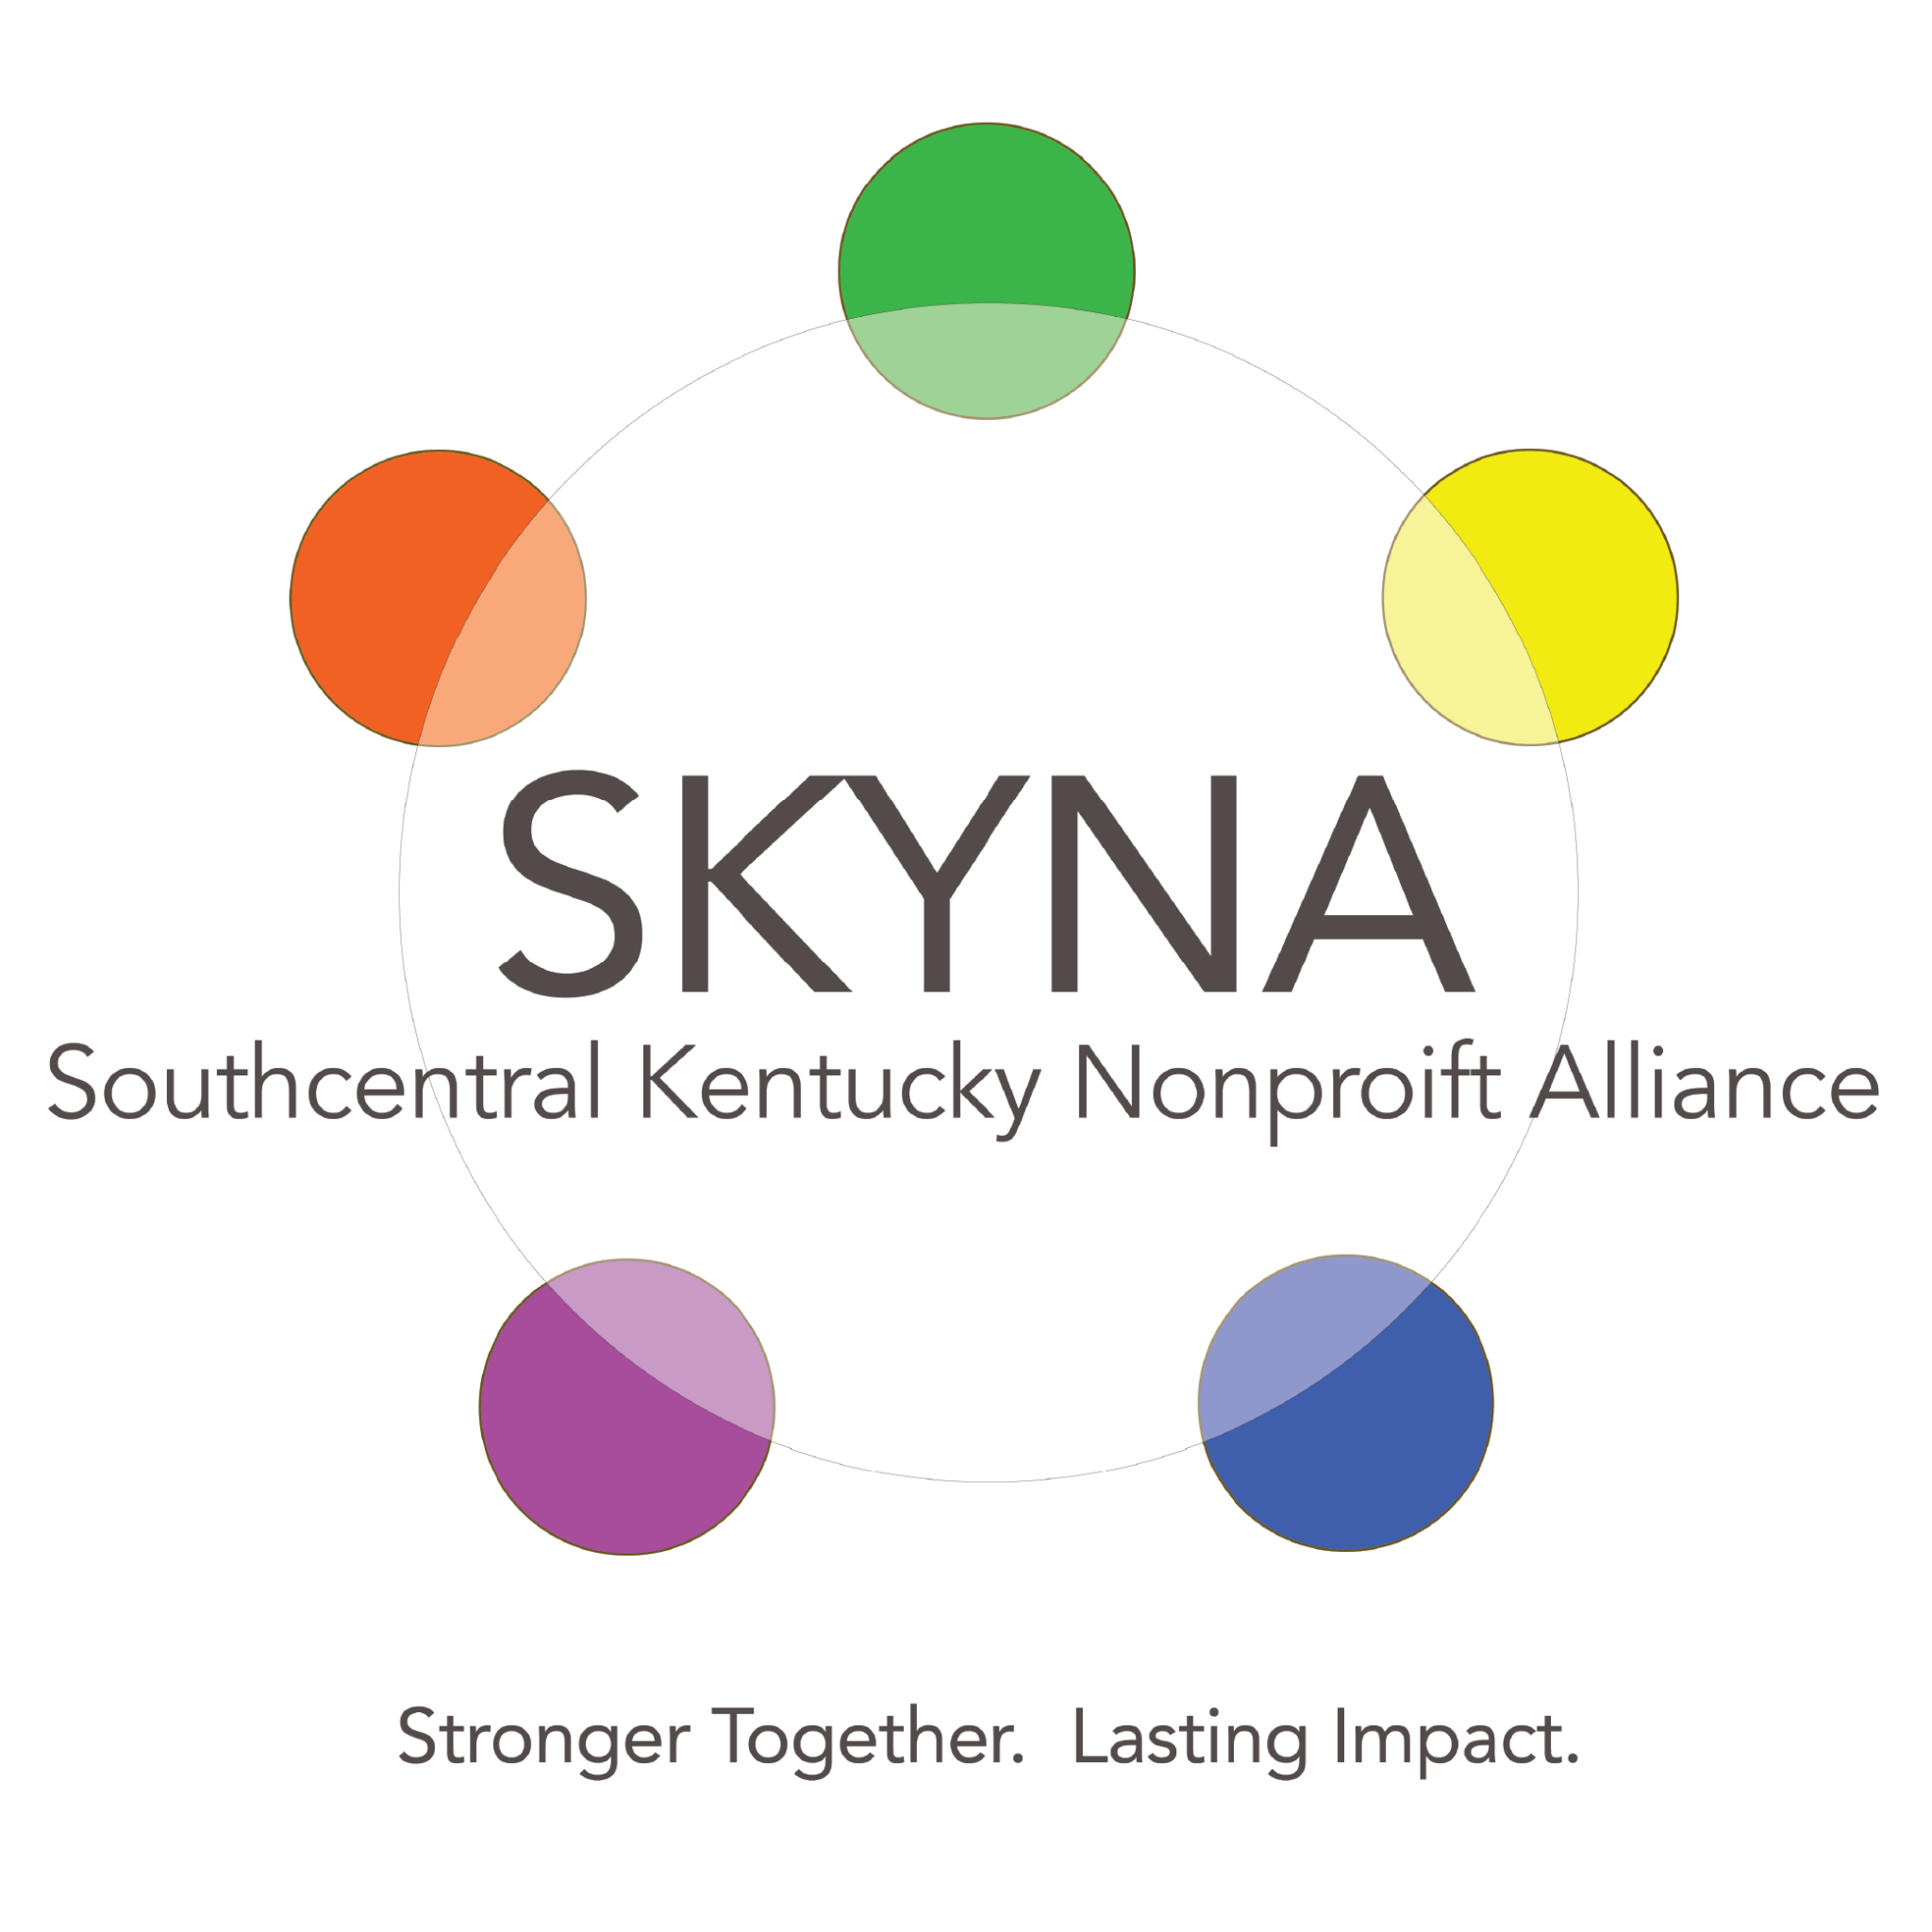 SKYNA
Southcentral Kentucky Nonproift Alliance
Stronger Together. Lasting Impact.